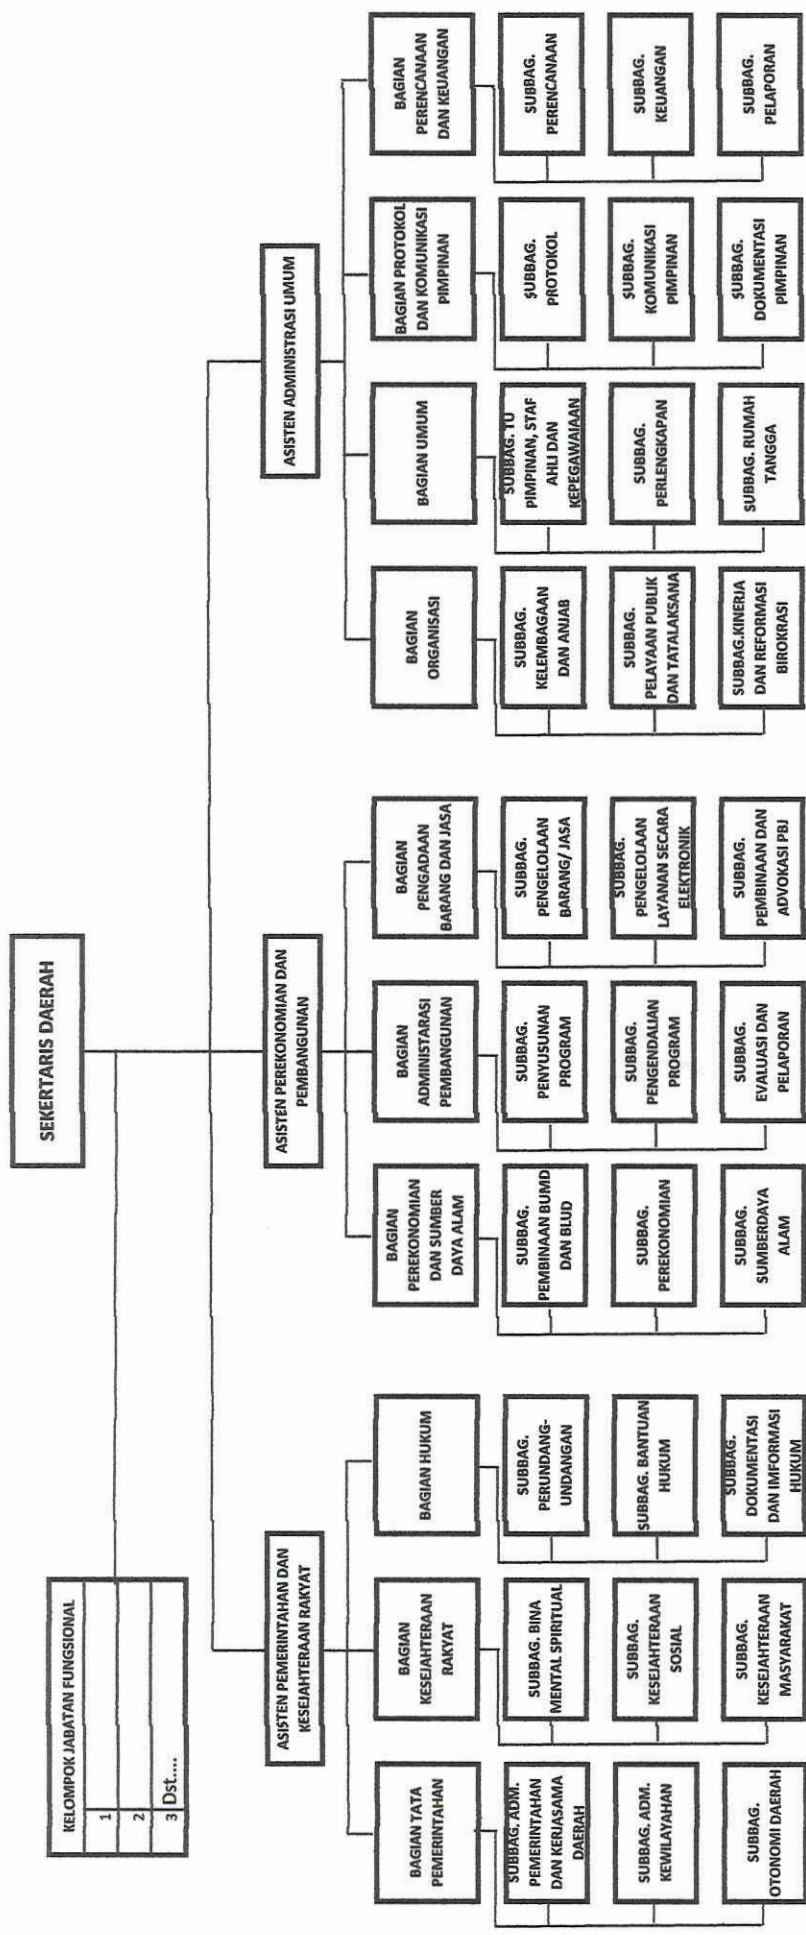 SEKERTARIS DAERAH
KELOMPOK JABATAN FUNGSIONAL
1
2
3 Dst....
ASISTEN PEMERINTAHAN DAN
KESEJAHTERAAN RAKYAT
ASISTEN PEREKONOMIAN DAN
PEMBANGUNAN
ASISTEN ADMINISTRASI UMUM
BAGIAN TATA
PEMERINTAHAN
SUBBAG. ADM.
PEMERINTAHAN
DAN KERJASAMA
DAERAH
SUBBAG. ADM.
KEWILAYAHAN
SUBBAG.
OTONOMI DAERAH
BAGIAN
KESEJAHTERAAN
RAKYAT
SUBBAG. BINA
MENTAL SPIRITUAL
SUBBAG.
KESEJAHTERAAN
SOSIAL
SUBBAG.
KESEJAHTERAAN
MASYARAKAT
BAGIAN HUKUM
SUBBAG.
PERUNDANG-
UNDANGAN
SUBBAG. BANTUAN
HUKUM
SUBBAG.
DOKUMENTASI
DAN IMFORMASI
HUKUM
BAGIAN
PEREKONOMIAN
DAN SUMBER
DAYA ALAM
SUBBAG.
PEMBINAAN BUMD
DAN BLUD
SUBBAG.
PEREKONOMIAN
SUBBAG.
SUMBERDAYA
ALAM
BAGIAN
ADMINISTARASI
PEMBANGUNAN
SUBBAG.
PENYUSUNAN
PROGRAM
SUBBAG.
PENGENDALIAN
PROGRAM
SUBBAG.
EVALUASI DAN
PELAPORAN
BAGIAN
PENGADAAN
BARANG DAN JASA
SUBBAG.
PENGELOLAAN
BARANG/ JASA
SUBBAG.
PENGELOLAAN
LAYANAN SECARA
ELEKTRONIK
SUBBAG.
PEMBINAAN DAN
ADVOKASI PBJ
BAGIAN
ORGANISASI
SUBBAG.
KELEMBAGAAN
DAN ANJAB
SUBBAG.
PELAYAAN PUBLIK
DAN TATALAKSANA
SUBBAG.KINERJA
DAN REFORMASI
BIROKRASI
BAGIAN UMUM
SUBBAG. TU
PIMPINAN, STAF
AHLI DAN
KEPEGAWAIAAN
SUBBAG.
PERLENGKAPAN
SUBBAG. RUMAH
TANGGA
BAGIAN PROTOKOL
DAN KOMUNIKASI
PIMPINAN
SUBBAG.
PROTOKOL
SUBBAG.
KOMUNIKASI
PIMPINAN
SUBBAG.
DOKUMENTASI
PIMPINAN
BAGIAN
PERENCANAAN
DAN KEUANGAN
SUBBAG.
PERENCANAAN
SUBBAG.
KEUANGAN
SUBBAG.
PELAPORAN